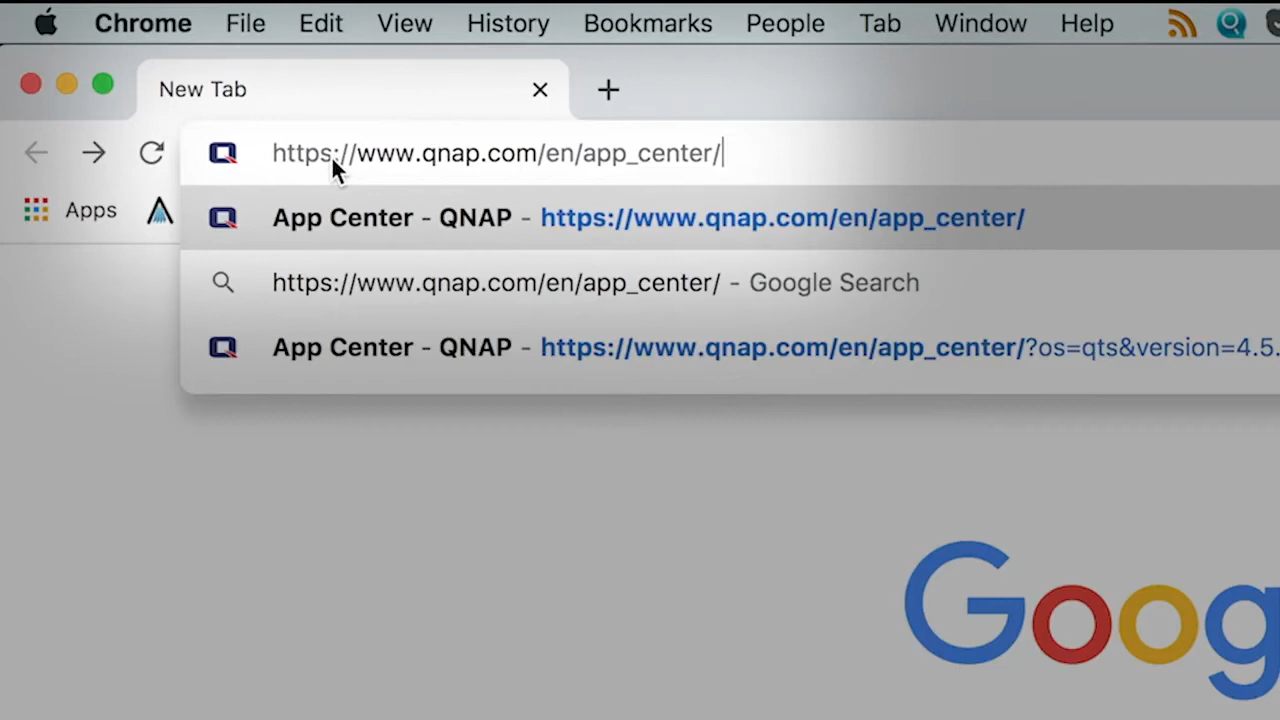 Chrome File Edit View History Bookmarks People Tab Window Help
New Tab
https://www.qnap.com/en/app_center/
Apps
App Center - QNAP - https://www.qnap.com/en/app_center/
https://www.qnap.com/en/app_center/ - Google Search
App Center - QNAP - https://www.qnap.com/en/app_center/?os=qts&version=4.5.
Goog